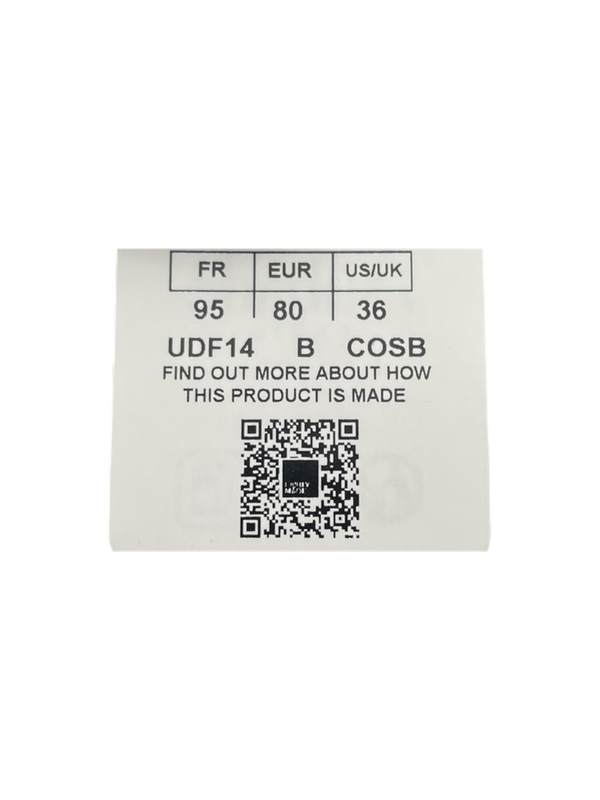 FR EUR US/UK
95 80 36
UDF14 B COSB
FIND OUT MORE ABOUT HOW
THIS PRODUCT IS MADE